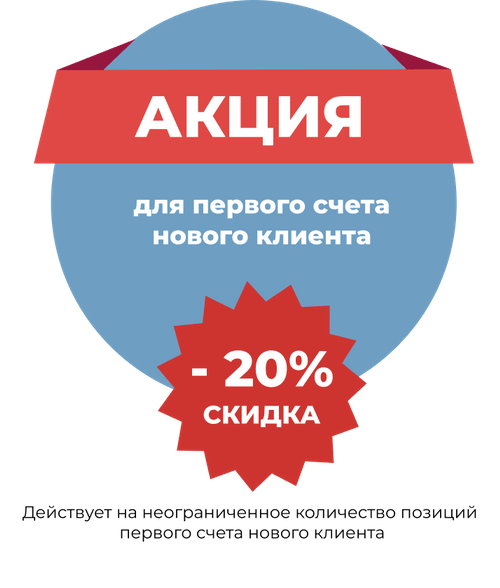 АКЦИЯ
для первого счета
нового клиента
- 20%
СКИДКА
Действует на неограниченное количество позиций
первого счета нового клиента